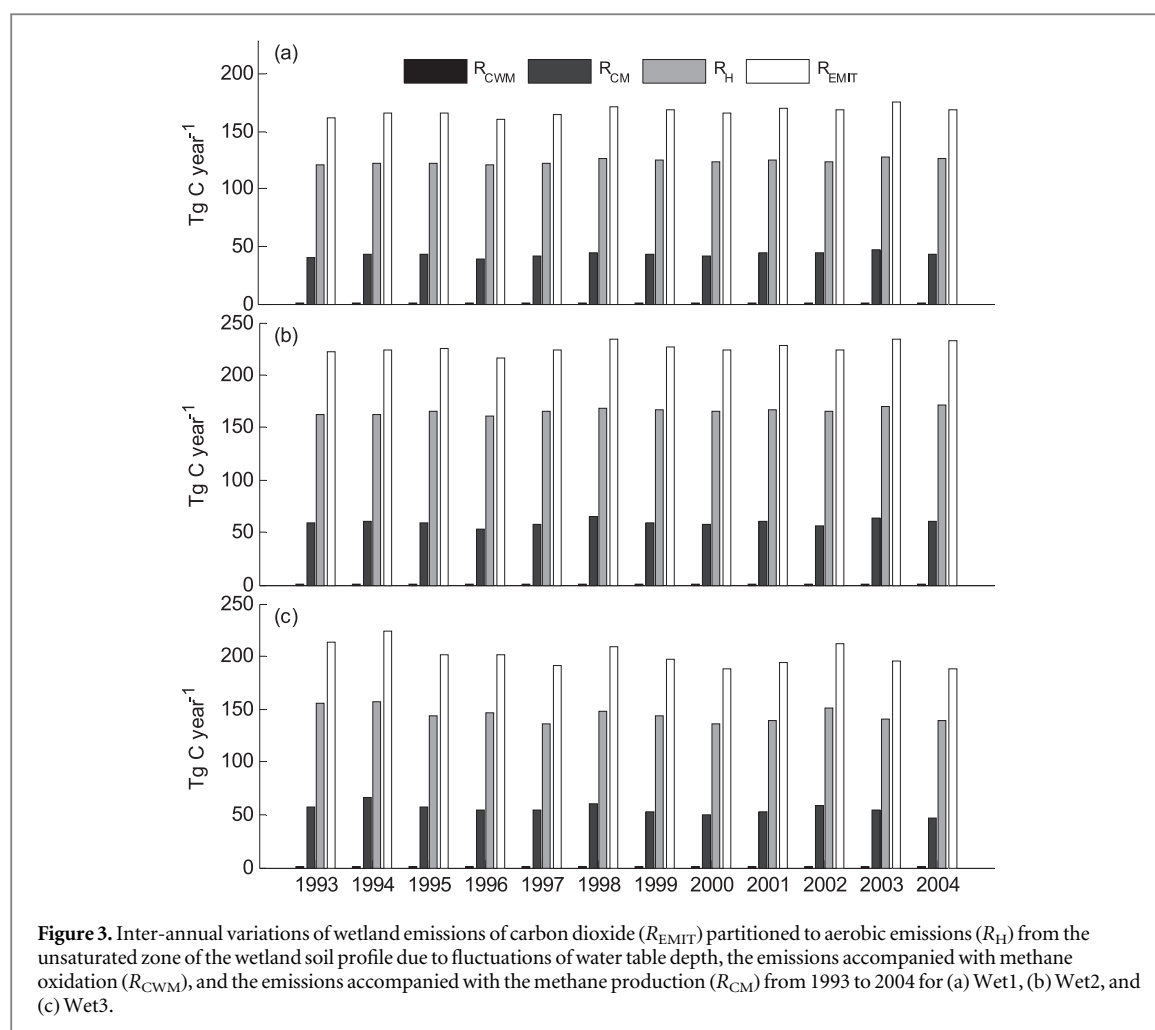 (a)
R_CWM R_CM R_H R_EMIT
200
150
100
50
0
Tg C year⁻¹
(b)
250
200
150
100
50
0
Tg C year⁻¹
(c)
250
200
150
100
50
0
Tg C year⁻¹
1993 1994 1995 1996 1997 1998 1999 2000 2001 2002 2003 2004
Figure 3. Inter-annual variations of wetland emissions of carbon dioxide (R_EMIT) partitioned to aerobic emissions (R_H) from the
unsaturated zone of the wetland soil profile due to fluctuations of water table depth, the emissions accompanied with methane
oxidation (R_CWM), and the emissions accompanied with the methane production (R_CM) from 1993 to 2004 for (a) Wet1, (b) Wet2, and
(c) Wet3.